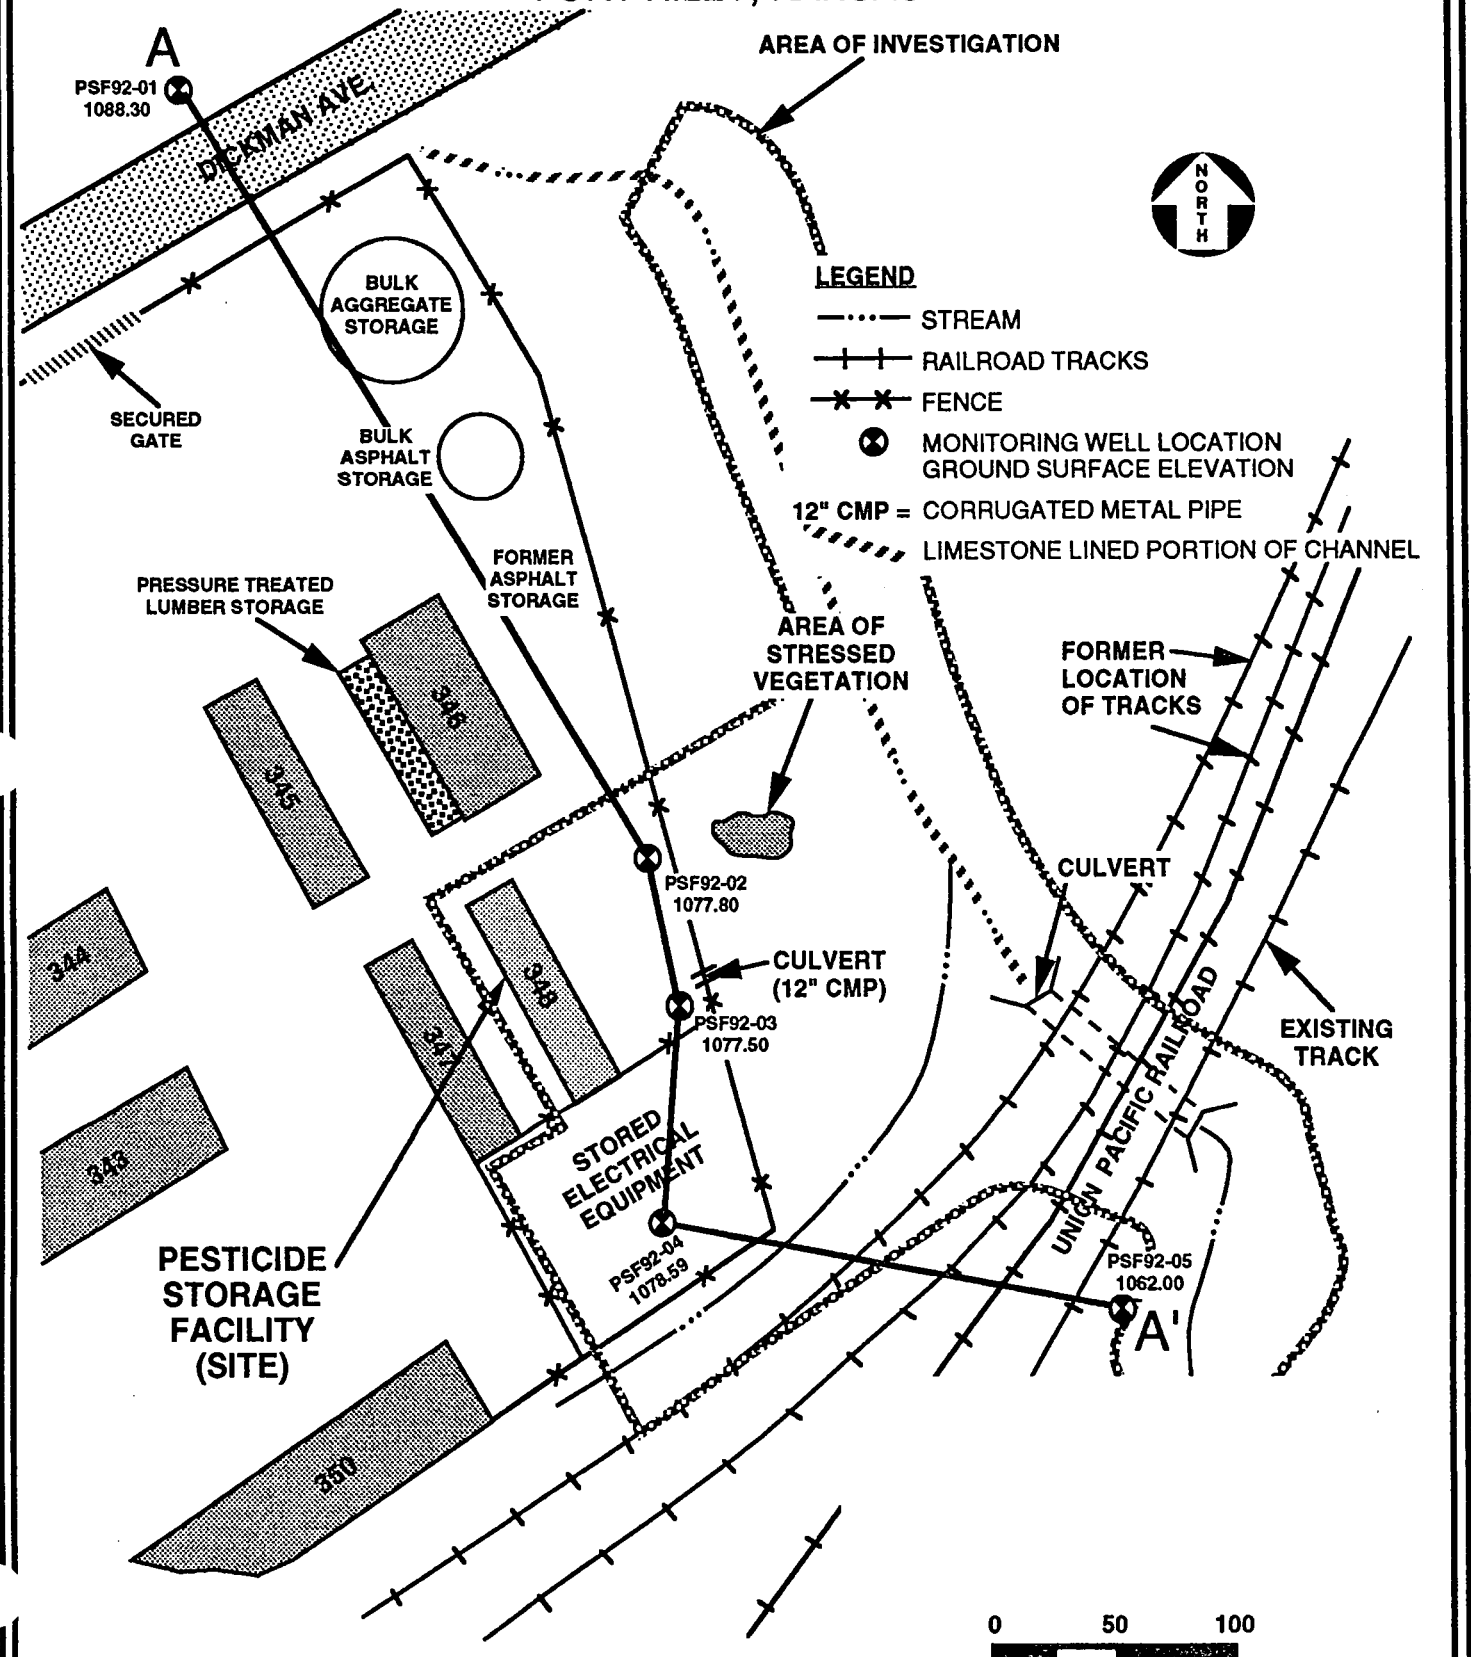 AREA OF INVESTIGATION
A
PSF92-01
1088.30
DICKMAN AVE.
NORTH
BULK
AGGREGATE
STORAGE
LEGEND
STREAM
RAILROAD TRACKS
FENCE
MONITORING WELL LOCATION
GROUND SURFACE ELEVATION
12" CMP = CORRUGATED METAL PIPE
LIMESTONE LINED PORTION OF CHANNEL
SECURED
GATE
BULK
ASPHALT
STORAGE
FORMER
ASPHALT
STORAGE
PRESSURE TREATED
LUMBER STORAGE
AREA OF
STRESSED
VEGETATION
FORMER
LOCATION
OF TRACKS
346
345
CULVERT
PSF92-02
1077.80
344
348
CULVERT
(12" CMP)
PSF92-03
1077.50
EXISTING
TRACK
347
UNION PACIFIC RAILROAD
343
STORED
ELECTRICAL
EQUIPMENT
PSF92-04
1078.59
PESTICIDE
STORAGE
FACILITY
(SITE)
PSF92-05
1062.00
A'
350
0 50 100